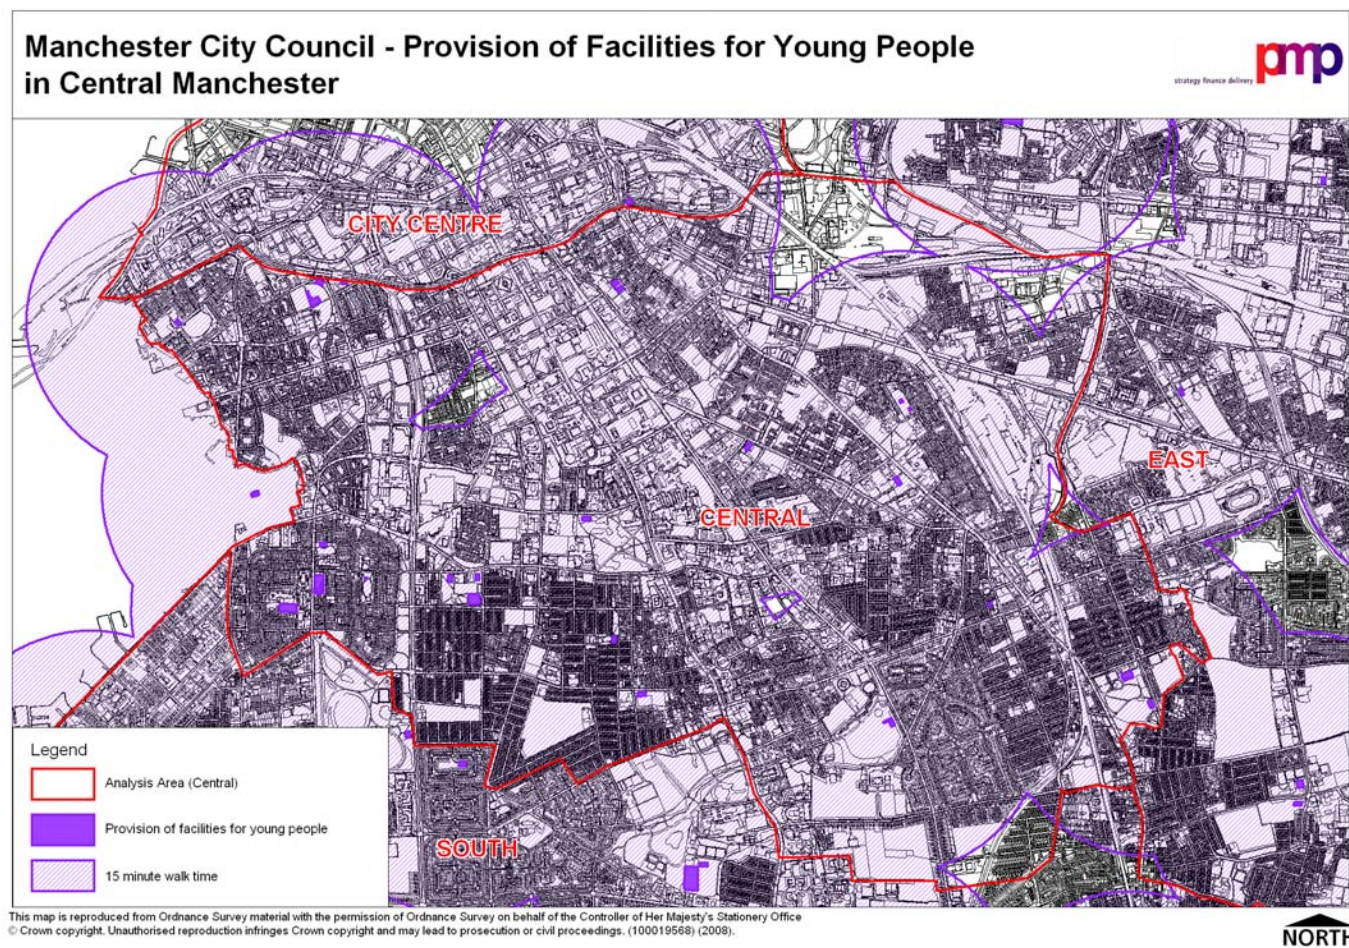 Manchester City Council - Provision of Facilities for Young People
in Central Manchester
pmp
strategy finance delivery
CITY CENTRE
EAST
CENTRAL
SOUTH
Legend
Analysis Area (Central)
Provision of facilities for young people
15 minute walk time
This map is reproduced from Ordnance Survey material with the permission of Ordnance Survey on behalf of the Controller of Her Majesty's Stationery Office
© Crown copyright. Unauthorised reproduction infringes Crown copyright and may lead to prosecution or civil proceedings. (100019568) (2008).
NORTH